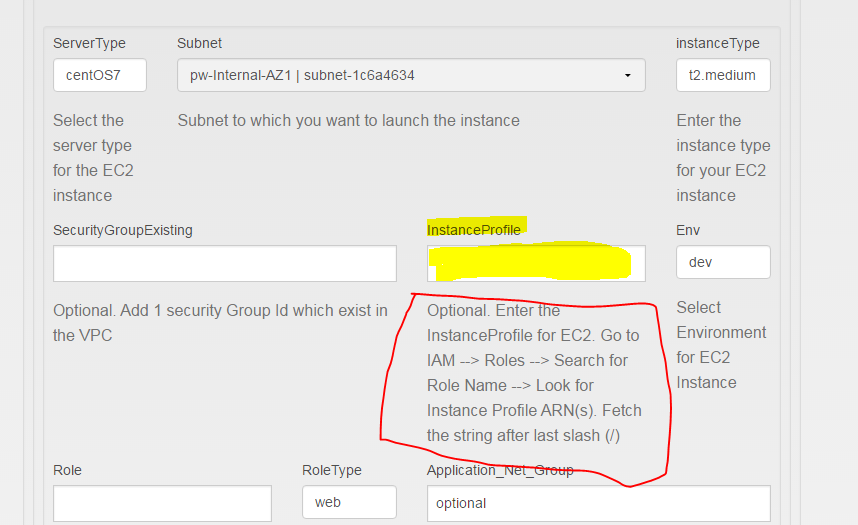 ServerType Subnet instanceType
centOS7 pw-Internal-AZ1 | subnet-1c6a4634 t2.medium
Select the
server type
for the EC2
instance
Subnet to which you want to launch the instance
Enter the
instance type
for your EC2
instance
SecurityGroupExisting InstanceProfile Env
dev
Optional. Add 1 security Group Id which exist in
the VPC
Optional. Enter the
InstanceProfile for EC2. Go to
IAM --> Roles --> Search for
Role Name --> Look for
Instance Profile ARN(s). Fetch
the string after last slash (/)
Select
Environment
for EC2
Instance
Role RoleType Application_Net_Group
web optional